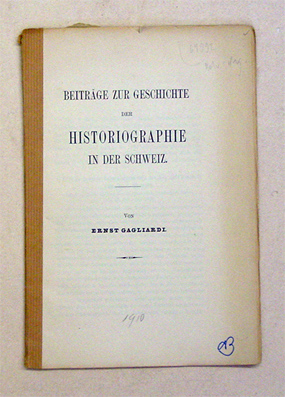 BEITRÄGE ZUR GESCHICHTE
DER
HISTORIOGRAPHIE
IN DER SCHWEIZ.
VON
ERNST GAGLIARDI.
1910